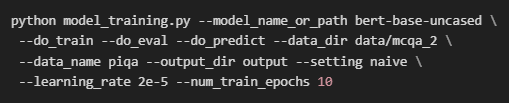 python model_training.py --model_name_or_path bert-base-uncased \
--do_train --do_eval --do_predict --data_dir data/mcqa_2 \
--data_name piqa --output_dir output --setting naive \
--learning_rate 2e-5 --num_train_epochs 10